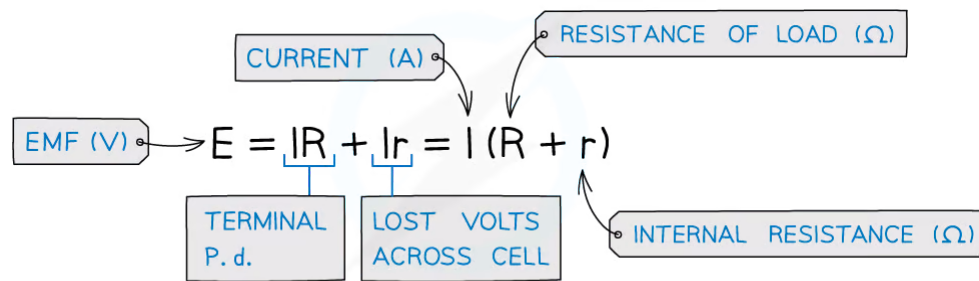 CURRENT (A)
RESISTANCE OF LOAD (Ω)
EMF (V)
E = IR + Ir = I (R + r)
TERMINAL
P. d.
LOST VOLTS
ACROSS CELL
INTERNAL RESISTANCE (Ω)